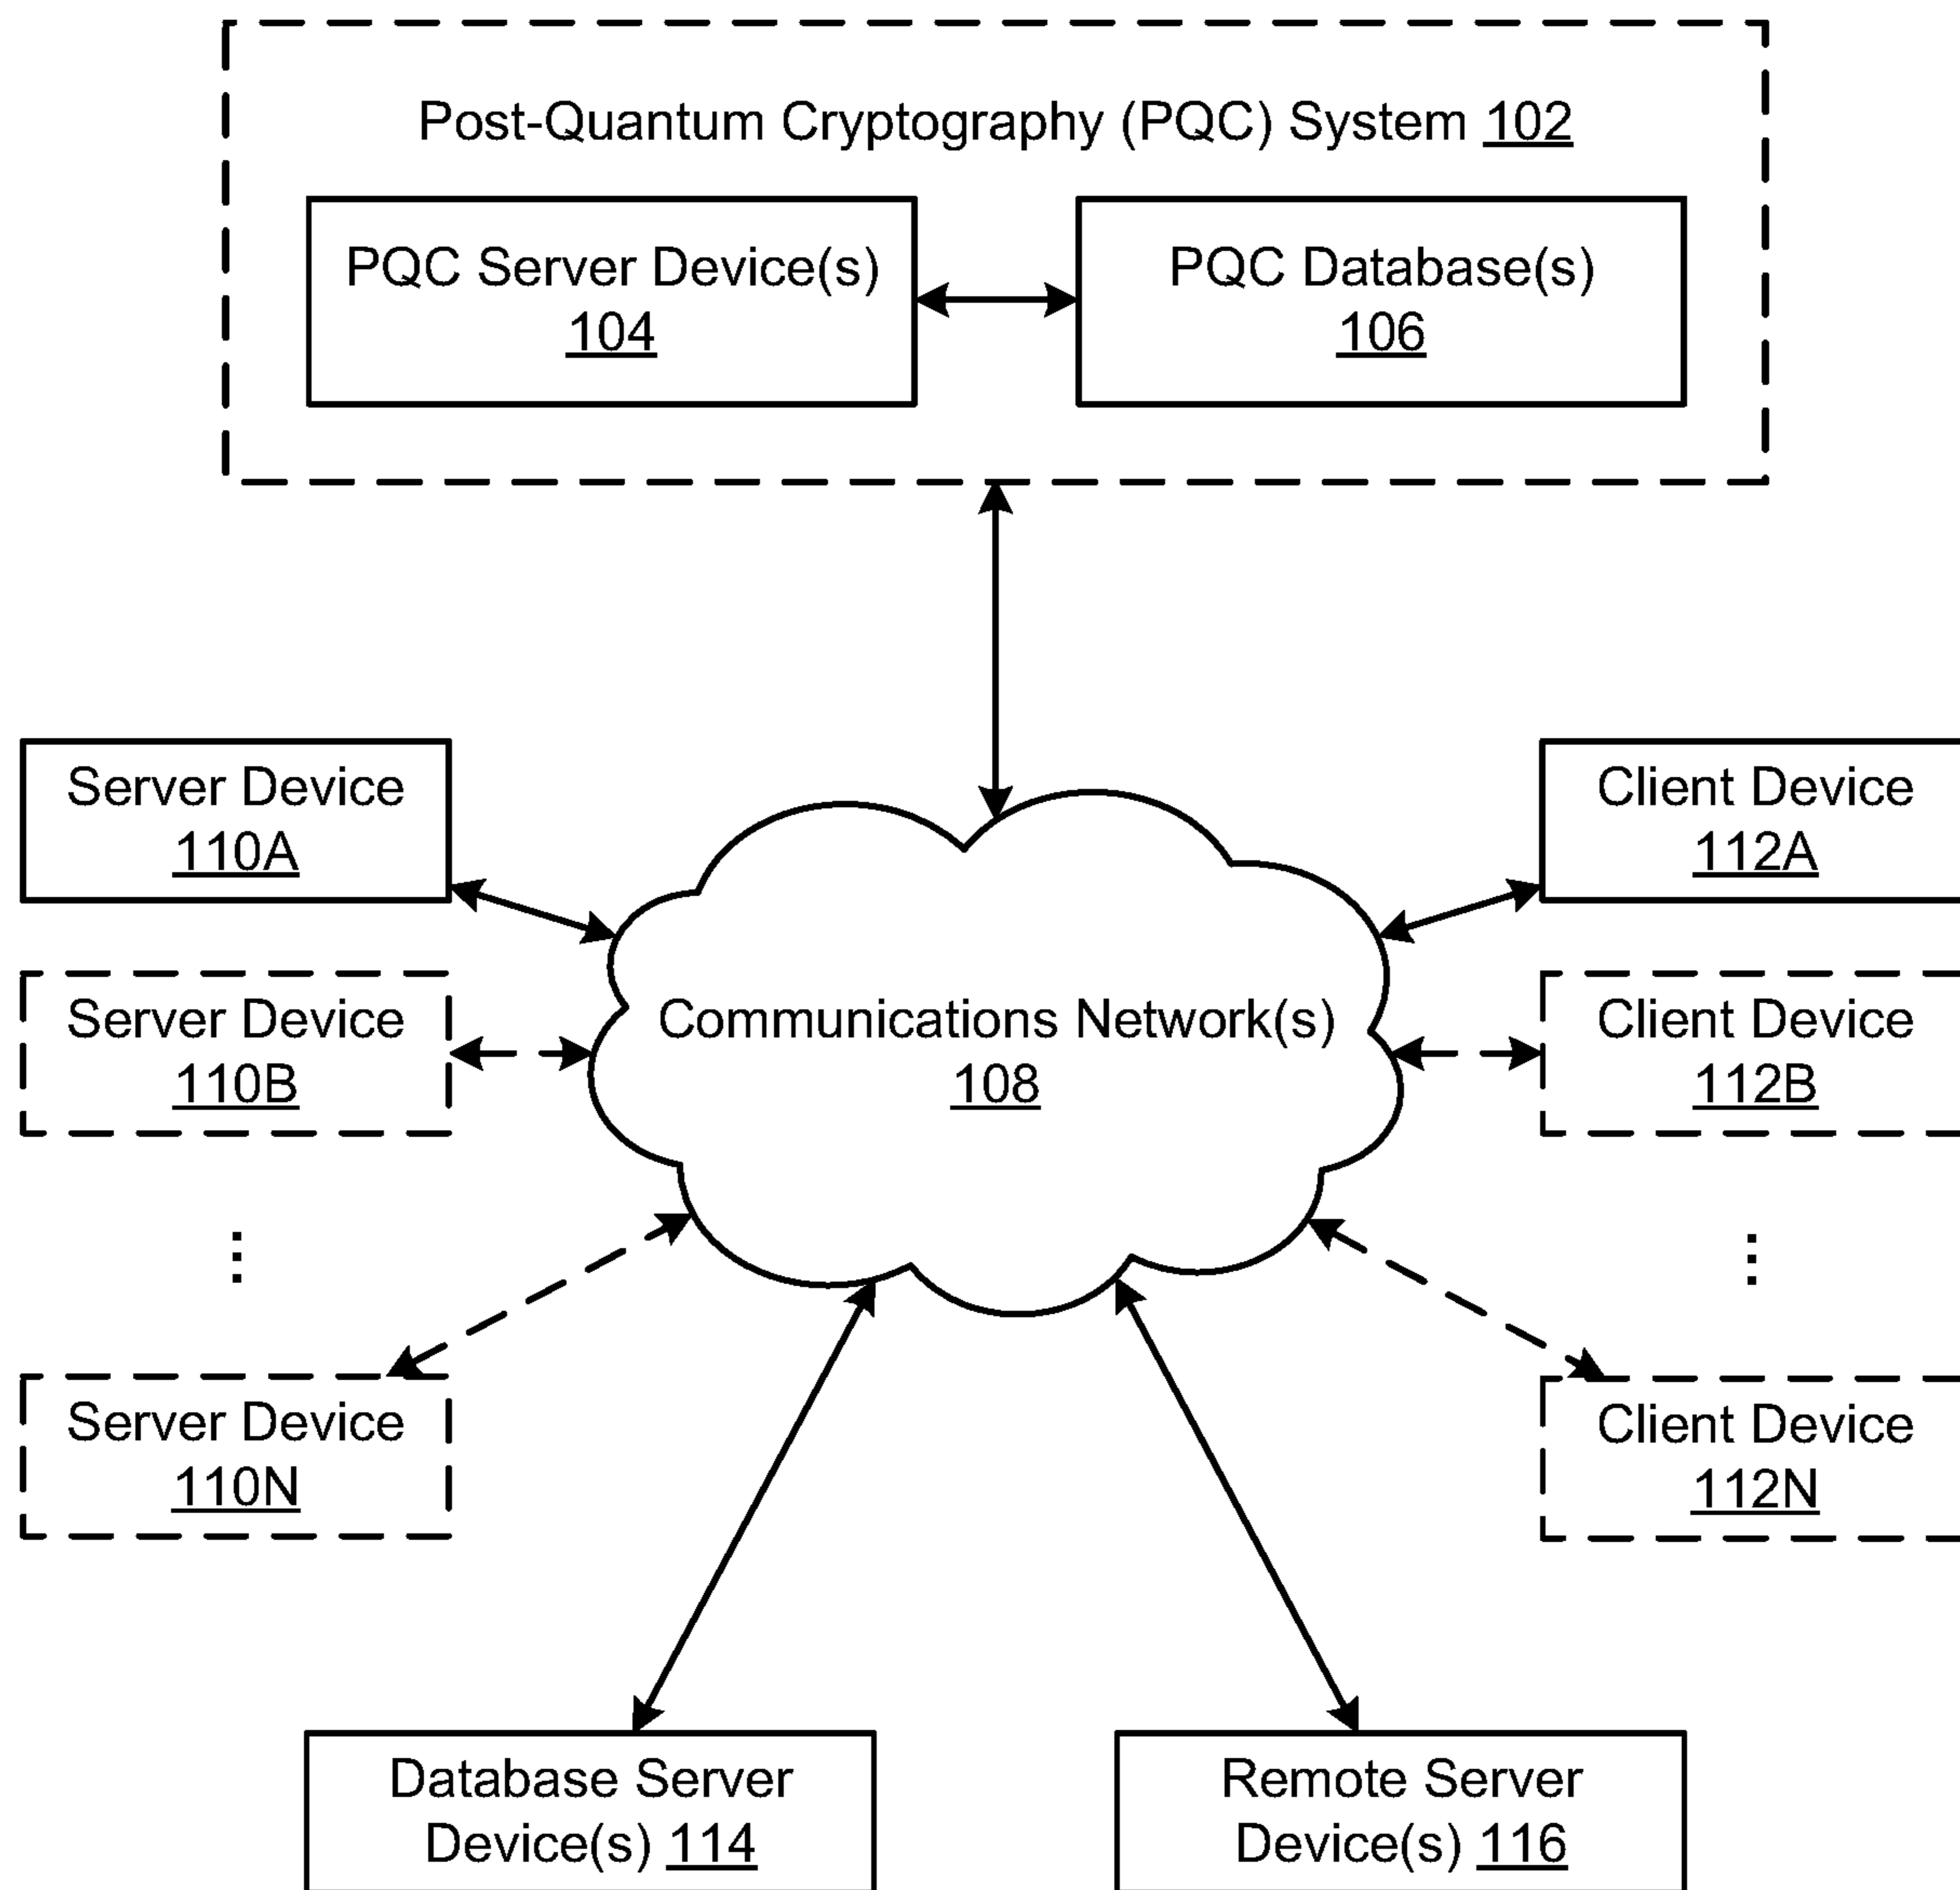 Post-Quantum Cryptography (PQC) System 102
PQC Server Device(s)
104
PQC Database(s)
106
Server Device
110A
Client Device
112A
Communications Network(s)
108
Server Device
110B
Client Device
112B
⋮
⋮
Server Device
110N
Client Device
112N
Database Server
Device(s) 114
Remote Server
Device(s) 116